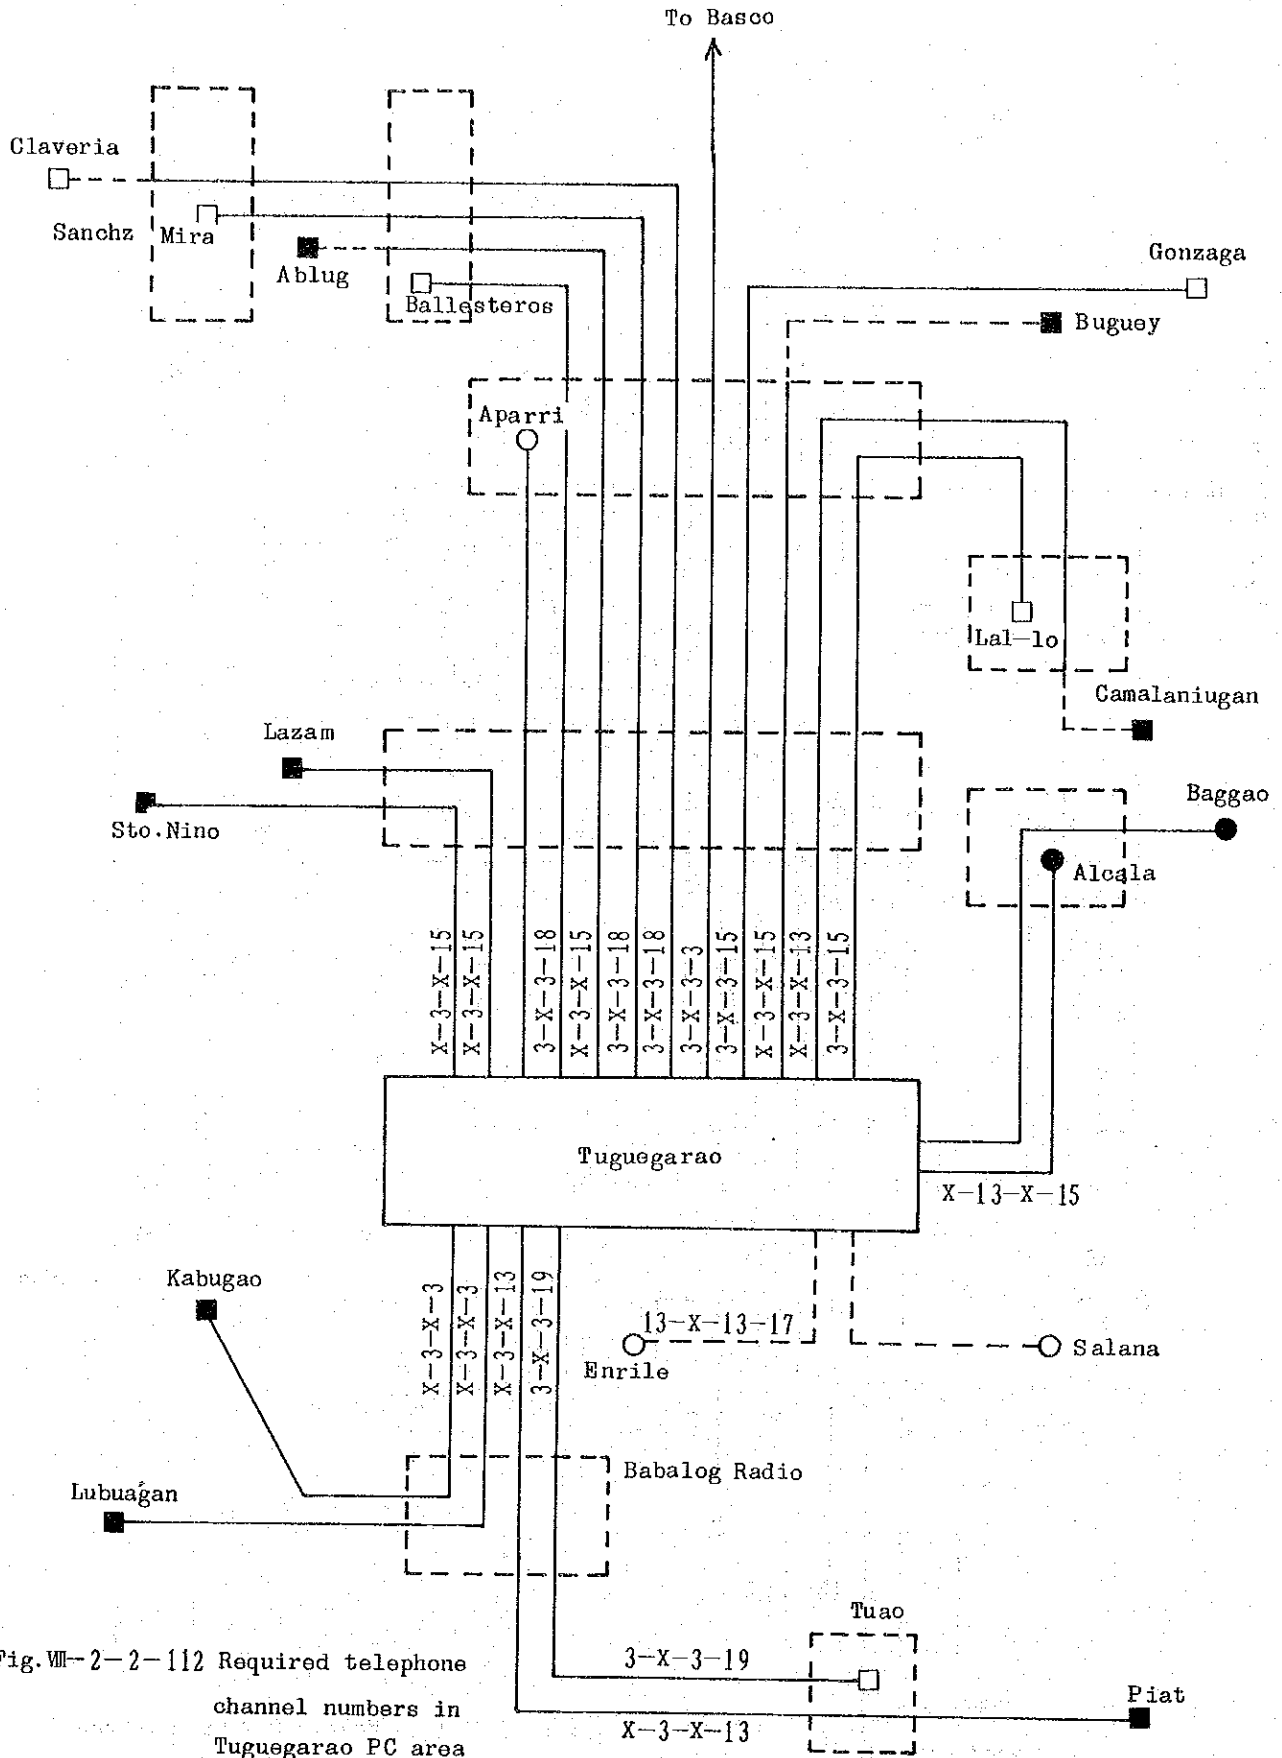 To Basco
Claveria
Sanchz Mira
Ablug
Ballesteros
Gonzaga
Buguey
Aparri
Lal-lo
Camalaniugan
Lazam
Sto.Nino
Baggao
Alcala
X-3-X-15
X-3-X-15
3-X-3-18
X-3-X-15
3-X-3-18
3-X-3-18
3-X-3-3
3-X-3-15
X-3-X-15
X-3-X-13
3-X-3-15
Tuguegarao
X-13-X-15
Kabugao
X-3-X-3
X-3-X-3
X-3-X-13
3-X-3-19
13-X-13-17
Enrile
Salana
Babalog Radio
Lubuagan
Tuao
3-X-3-19
Piat
X-3-X-13
Fig.Ⅷ-2-2-112 Required telephone
channel numbers in
Tuguegarao PC area